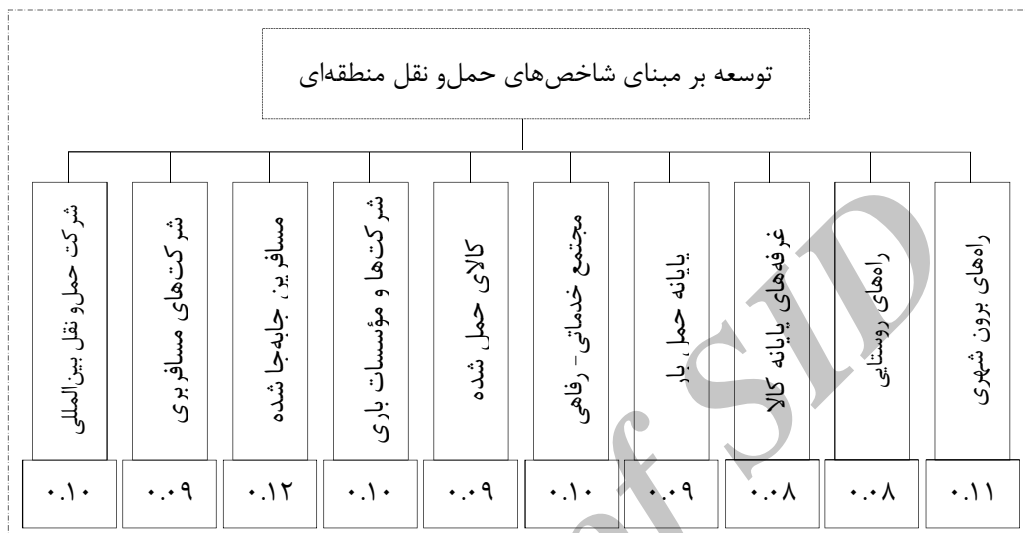 توسعه بر مبنای شاخص‌های حمل‌و نقل منطقه‌ای
راه‌های برون شهری
راه‌های روستایی
غرفه‌های پایانه کالا
پایانه حمل بار
مجتمع خدماتی- رفاهی
کالای حمل شده
شرکت‌ها و مؤسسات باری
مسافرین جابه‌جا شده
شرکت‌های مسافربری
شرکت حمل‌و نقل بین‌المللی
۰.۱۱
۰.۰۸
۰.۰۸
۰.۰۹
۰.۱۰
۰.۰۹
۰.۱۰
۰.۱۲
۰.۰۹
۰.۱۰
of SID